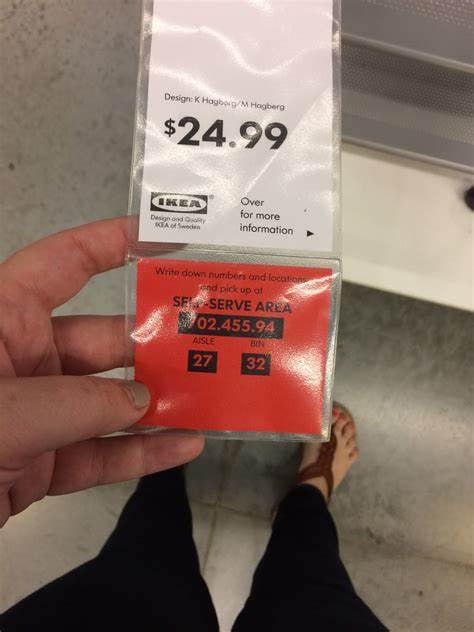 Design: K Hagberg/M Hagberg
$24.99
IKEA
Design and Quality
IKEA of Sweden
Over
for more
information
Write down numbers and locations
and pick up at
SELF-SERVE AREA
702.455.94
AISLE BIN
27 32